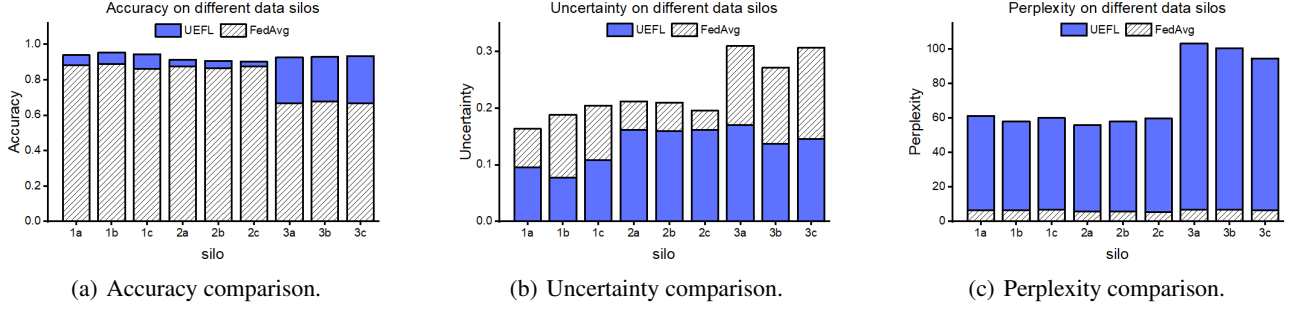 Accuracy on different data silos
UEFL FedAvg
1.0
0.8
0.6
0.4
0.2
0.0
Accuracy
1a 1b 1c 2a 2b 2c 3a 3b 3c
silo
(a) Accuracy comparison.
Uncertainty on different data silos
UEFL FedAvg
0.3
0.2
0.1
0.0
Uncertainty
1a 1b 1c 2a 2b 2c 3a 3b 3c
silo
(b) Uncertainty comparison.
Perplexity on different data silos
UEFL FedAvg
100
80
60
40
20
0
Perplexity
1a 1b 1c 2a 2b 2c 3a 3b 3c
silo
(c) Perplexity comparison.